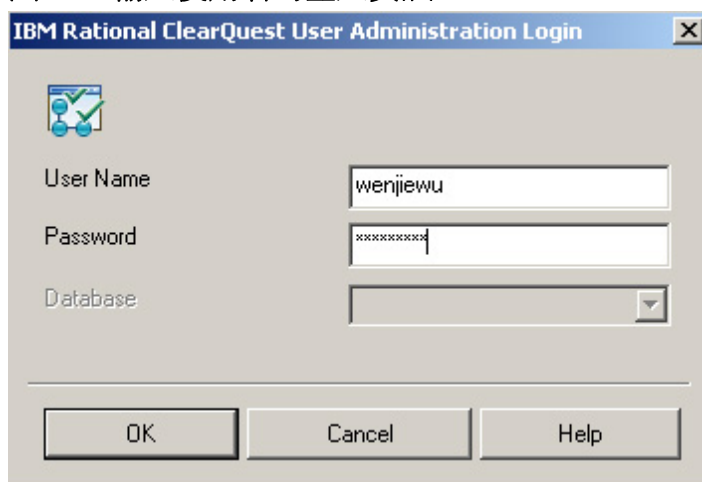 IBM Rational ClearQuest User Administration Login
User Name
wenjiewu
Password
*********
Database
OK
Cancel
Help